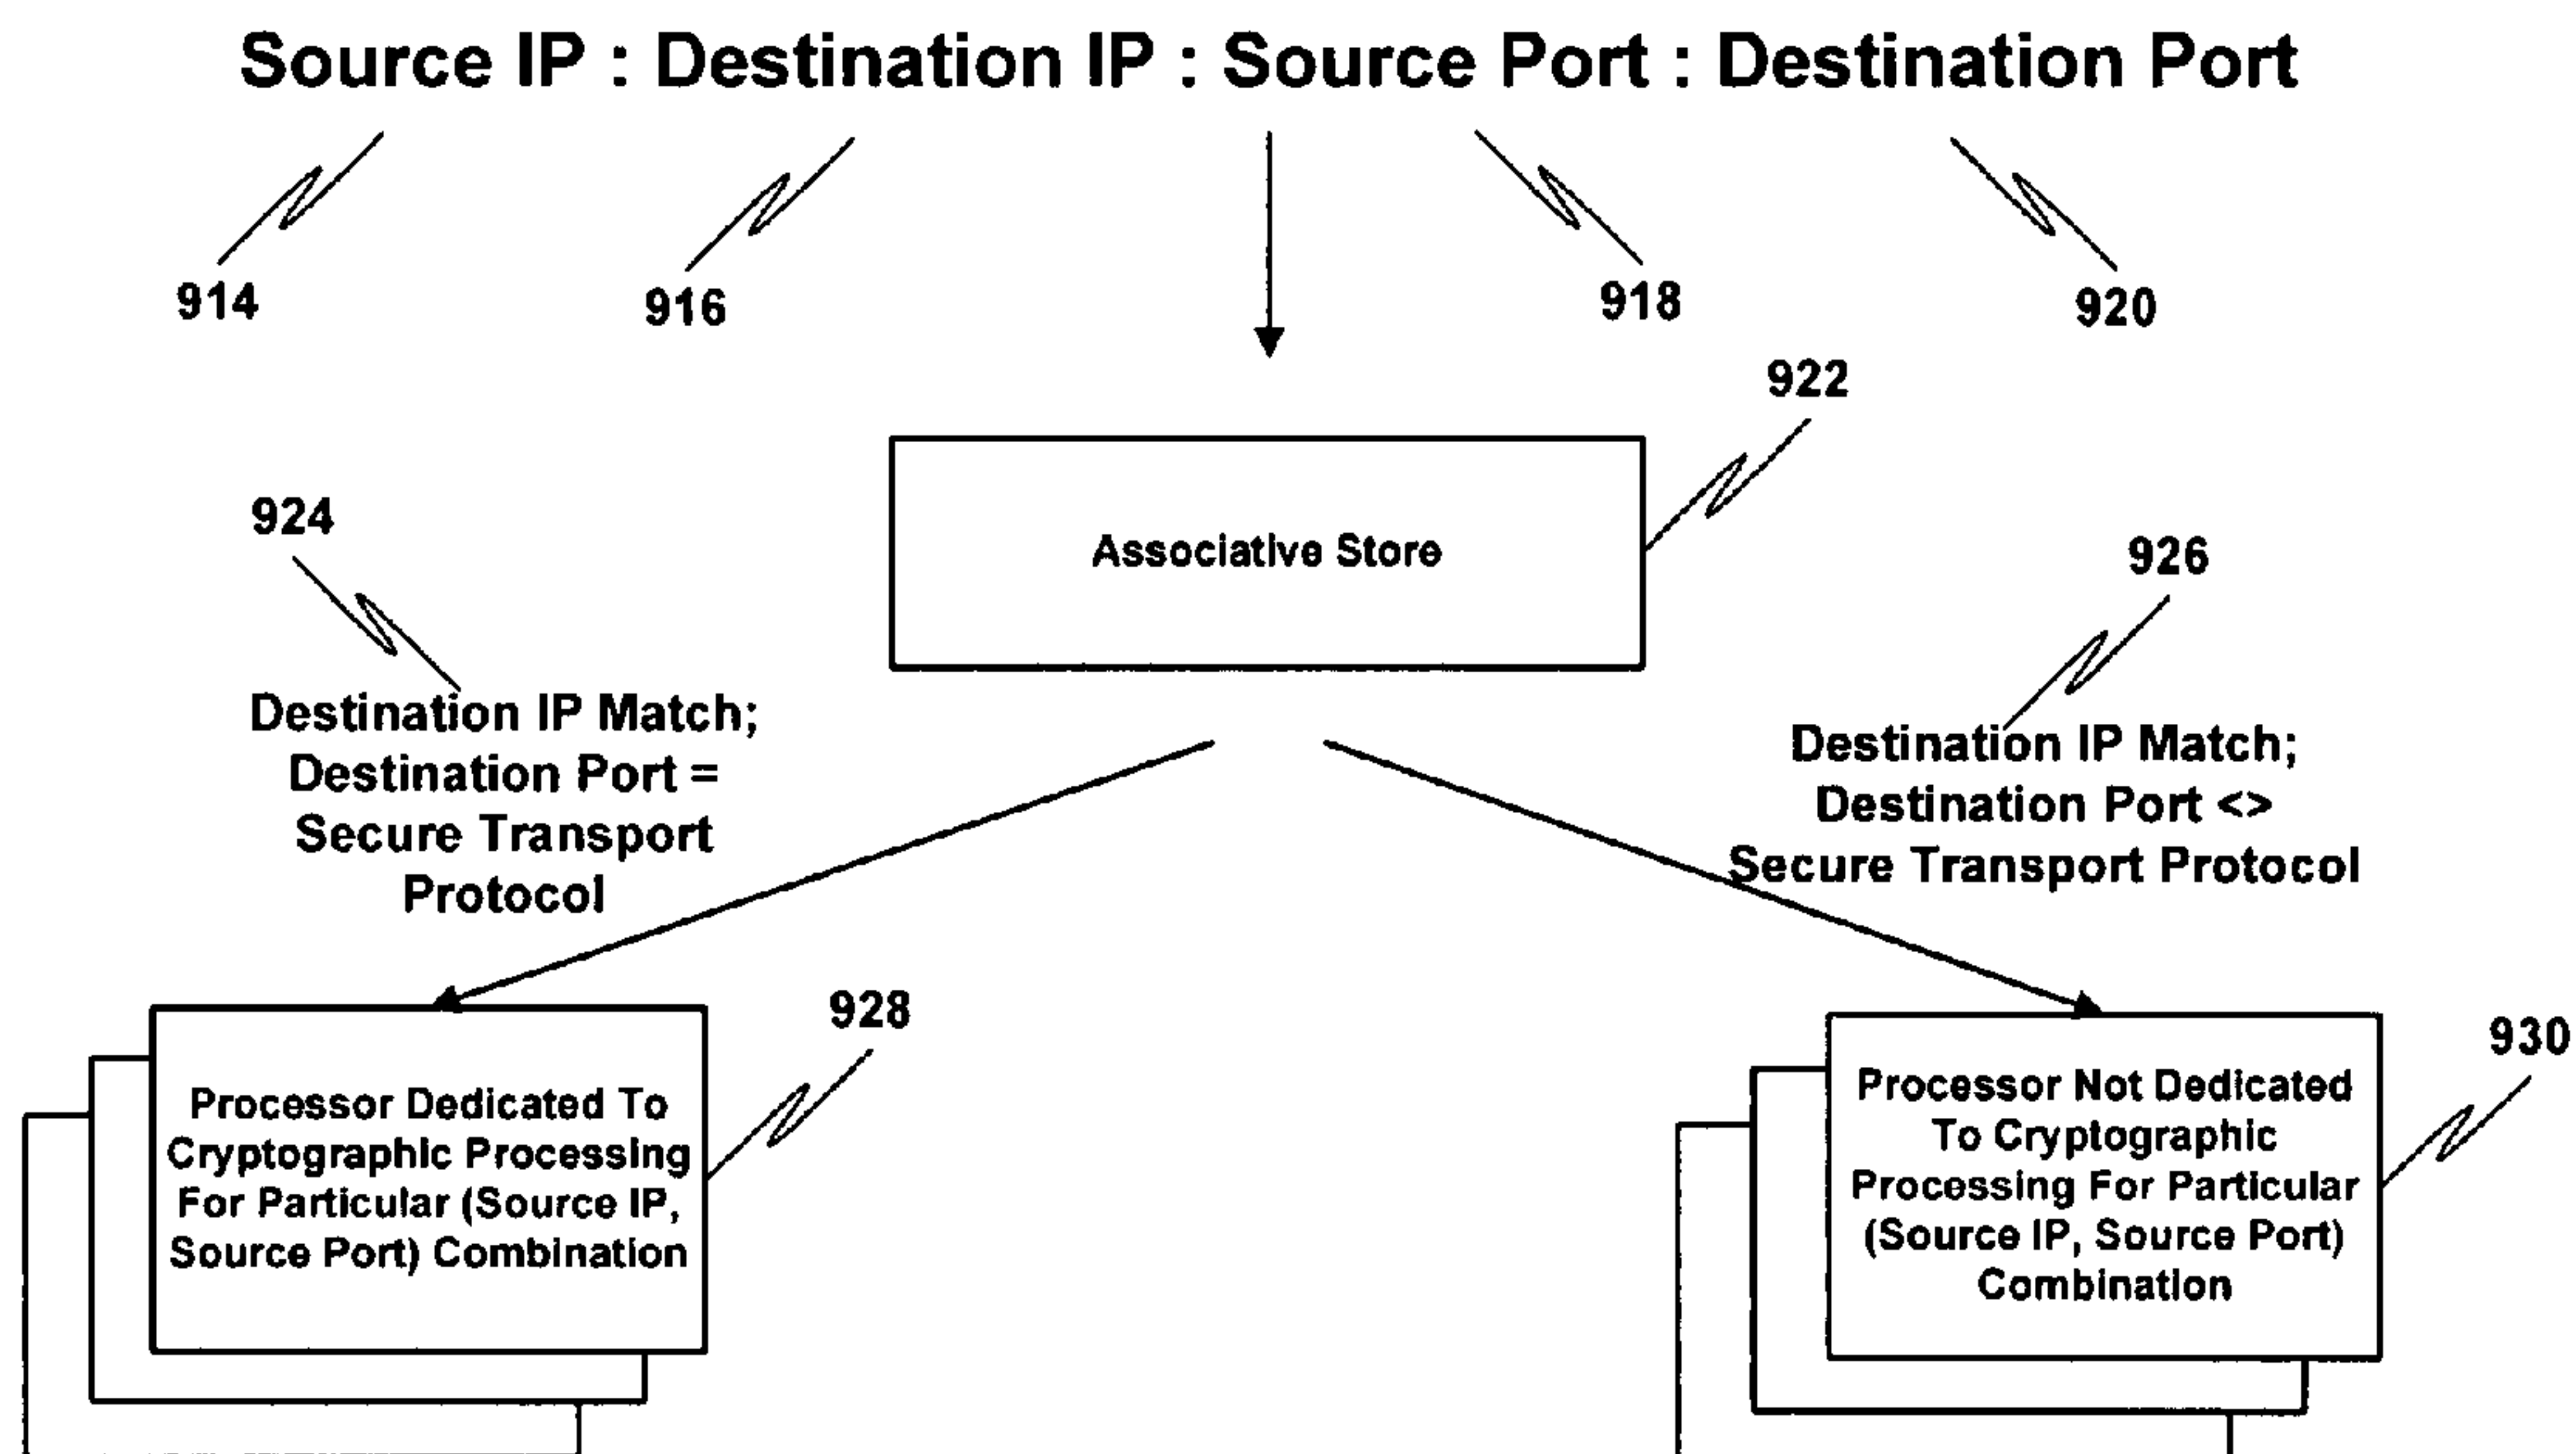 Source IP : Destination IP : Source Port : Destination Port
914
916
918
920
922
Associative Store
924
Destination IP Match;
Destination Port =
Secure Transport
Protocol
926
Destination IP Match;
Destination Port <>
Secure Transport Protocol
928
Processor Dedicated To
Cryptographic Processing
For Particular (Source IP,
Source Port) Combination
930
Processor Not Dedicated
To Cryptographic
Processing For Particular
(Source IP, Source Port)
Combination